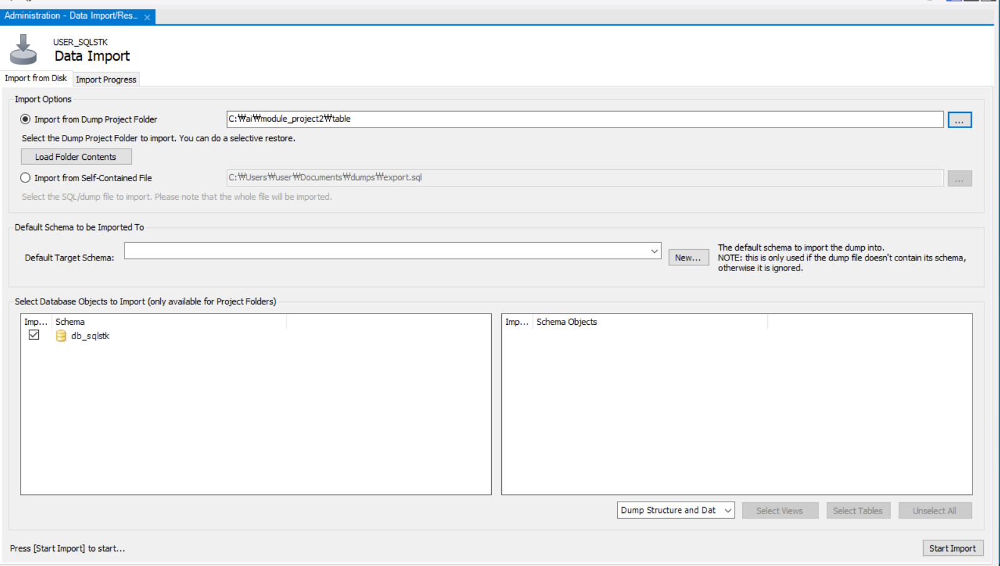 Administration - Data Import/Res...
USER_SQLSTK
Data Import
Import from Disk
Import Progress
Import Options
Import from Dump Project Folder
C:₩ai₩module_project2₩table
...
Select the Dump Project Folder to import. You can do a selective restore.
Load Folder Contents
Import from Self-Contained File
C:₩Users₩user₩Documents₩dumps₩export.sql
...
Select the SQL/dump file to import. Please note that the whole file will be imported.
Default Schema to be Imported To
Default Target Schema:
New...
The default schema to import the dump into.
NOTE: this is only used if the dump file doesn't contain its schema,
otherwise it is ignored.
Select Database Objects to Import (only available for Project Folders)
Imp... Schema
db_sqlstk
Imp... Schema Objects
Dump Structure and Dat
Select Views
Select Tables
Unselect All
Press [Start Import] to start...
Start Import